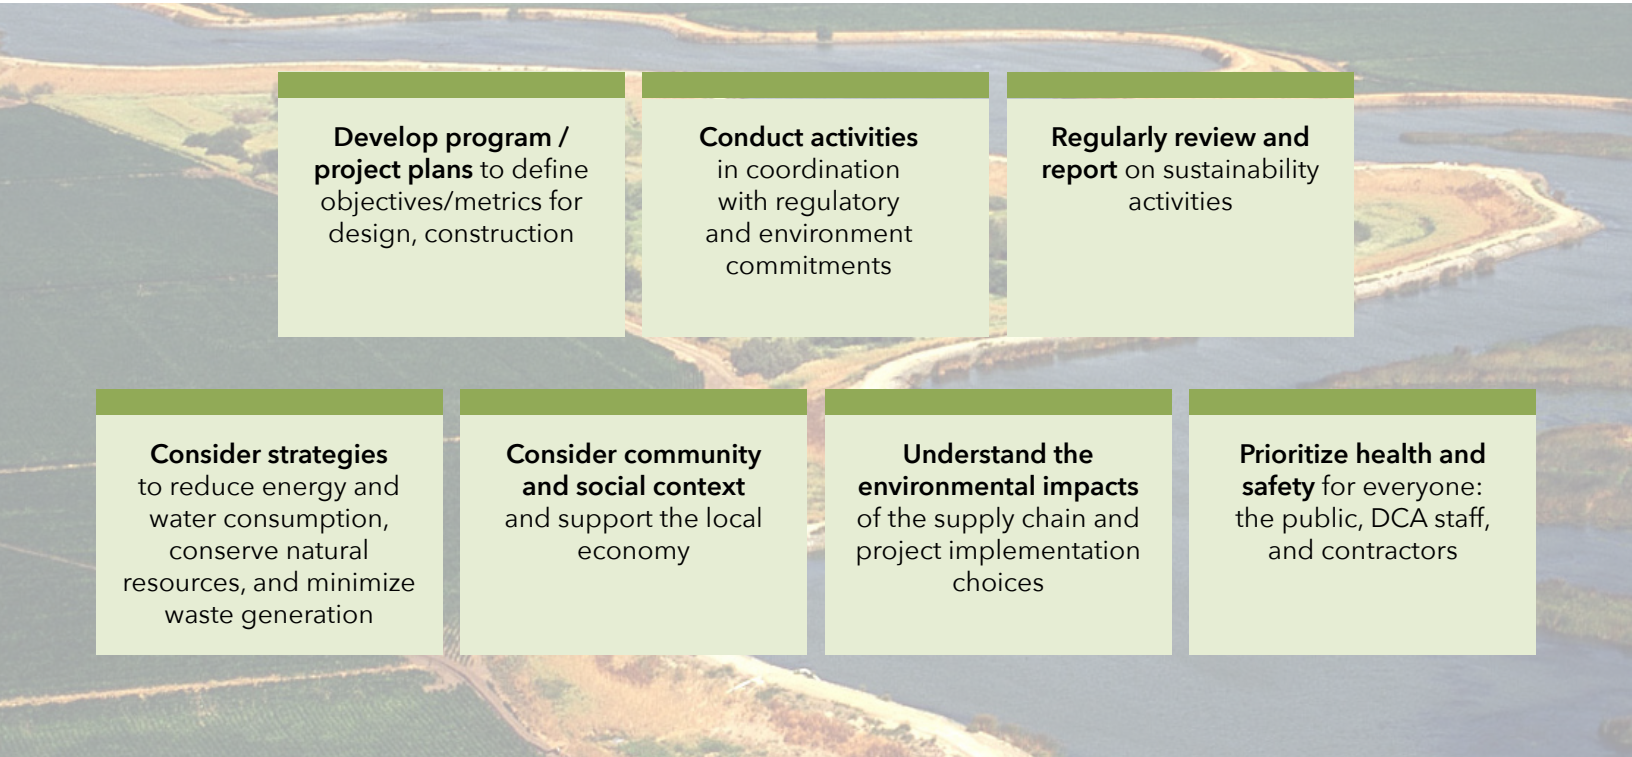 Develop program /
project plans to define
objectives/metrics for
design, construction
Conduct activities
in coordination
with regulatory
and environment
commitments
Regularly review and
report on sustainability
activities
Consider strategies
to reduce energy and
water consumption,
conserve natural
resources, and minimize
waste generation
Consider community
and social context
and support the local
economy
Understand the
environmental impacts
of the supply chain and
project implementation
choices
Prioritize health and
safety for everyone:
the public, DCA staff,
and contractors